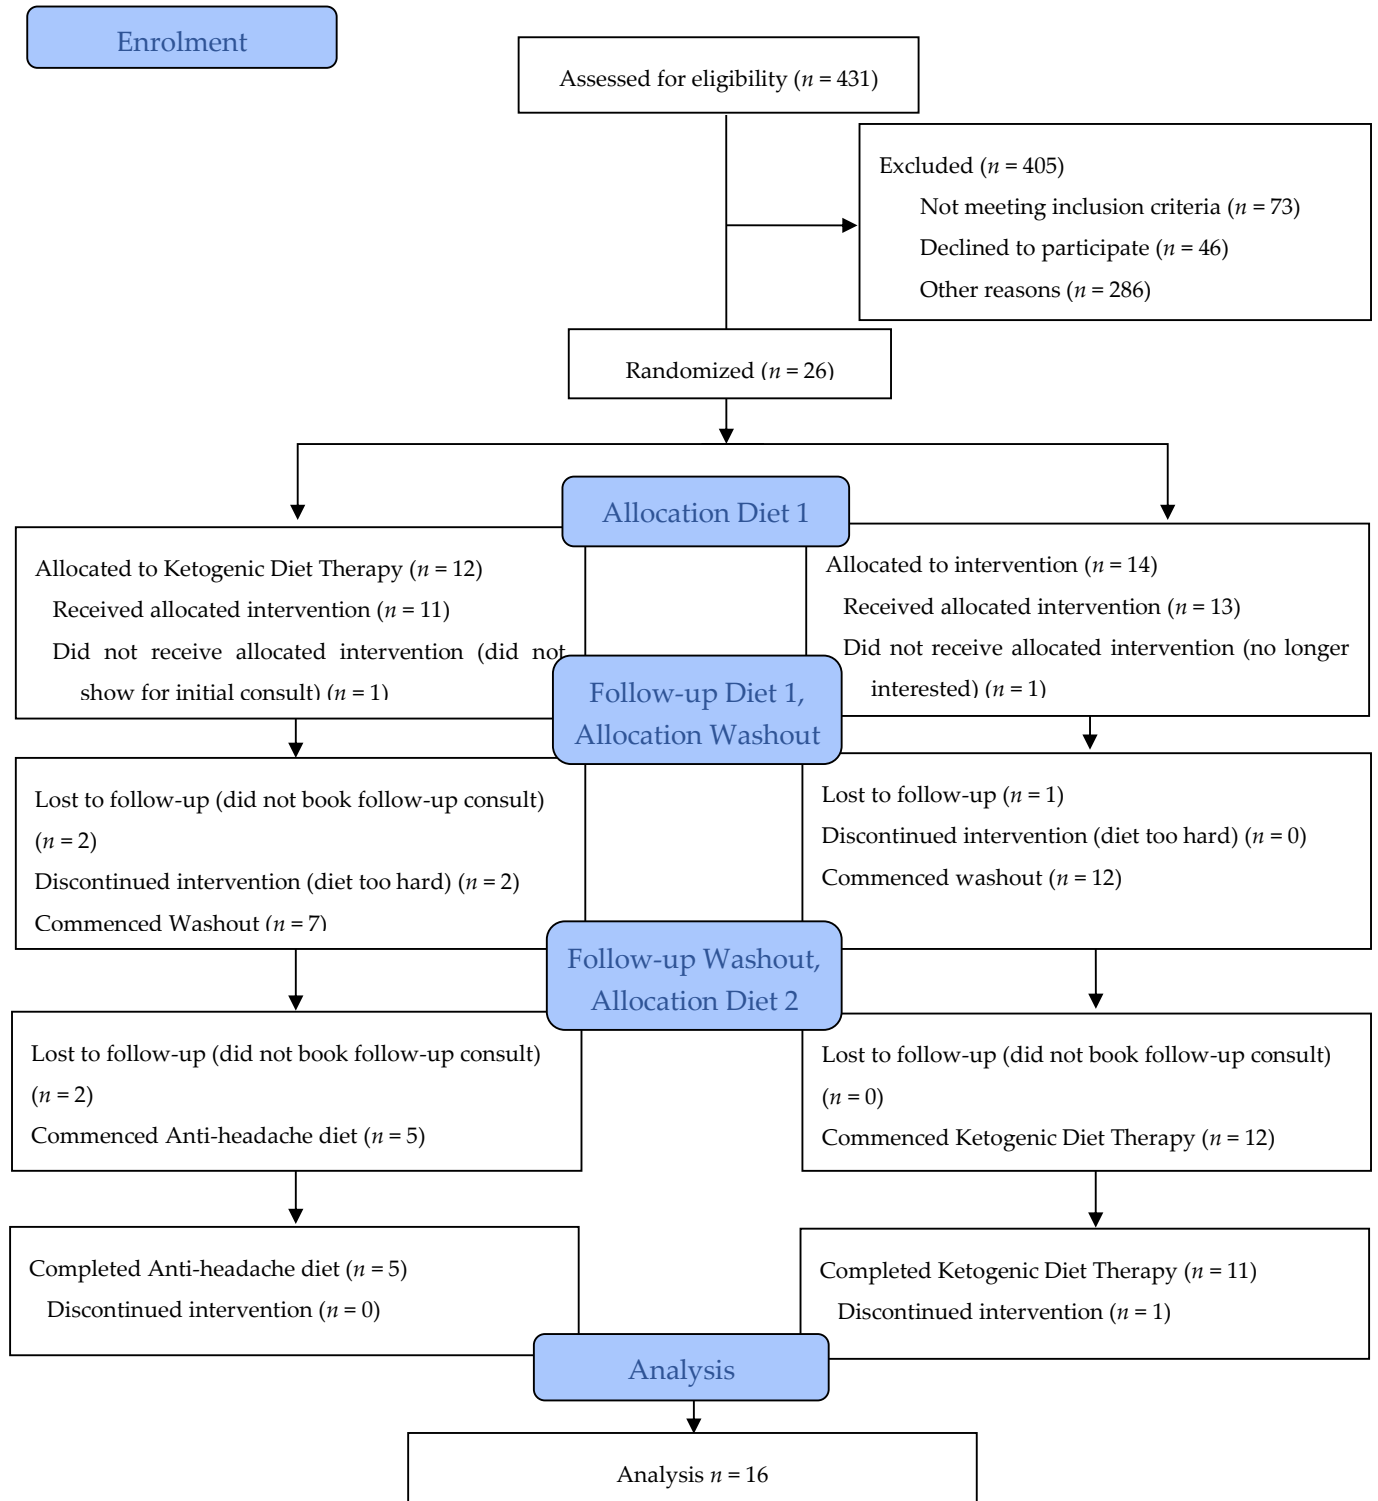 Enrolment
Assessed for eligibility (n = 431)
Excluded (n = 405)
Not meeting inclusion criteria (n = 73)
Declined to participate (n = 46)
Other reasons (n = 286)
Randomized (n = 26)
Allocation Diet 1
Allocated to Ketogenic Diet Therapy (n = 12)
Received allocated intervention (n = 11)
Did not receive allocated intervention (did not
show for initial consult) (n = 1)
Allocated to intervention (n = 14)
Received allocated intervention (n = 13)
Did not receive allocated intervention (no longer
interested) (n = 1)
Follow-up Diet 1,
Allocation Washout
Lost to follow-up (did not book follow-up consult)
(n = 2)
Discontinued intervention (diet too hard) (n = 2)
Commenced Washout (n = 7)
Lost to follow-up (n = 1)
Discontinued intervention (diet too hard) (n = 0)
Commenced washout (n = 12)
Follow-up Washout,
Allocation Diet 2
Lost to follow-up (did not book follow-up consult)
(n = 2)
Commenced Anti-headache diet (n = 5)
Lost to follow-up (did not book follow-up consult)
(n = 0)
Commenced Ketogenic Diet Therapy (n = 12)
Completed Anti-headache diet (n = 5)
Discontinued intervention (n = 0)
Completed Ketogenic Diet Therapy (n = 11)
Discontinued intervention (n = 1)
Analysis
Analysis n = 16